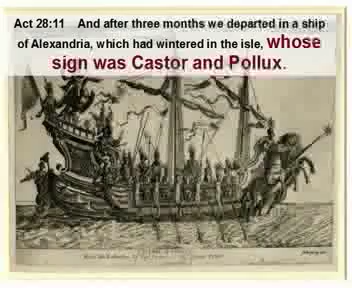 Act 28:11 And after three months we departed in a ship
of Alexandria, which had wintered in the isle, whose
sign was Castor and Pollux.